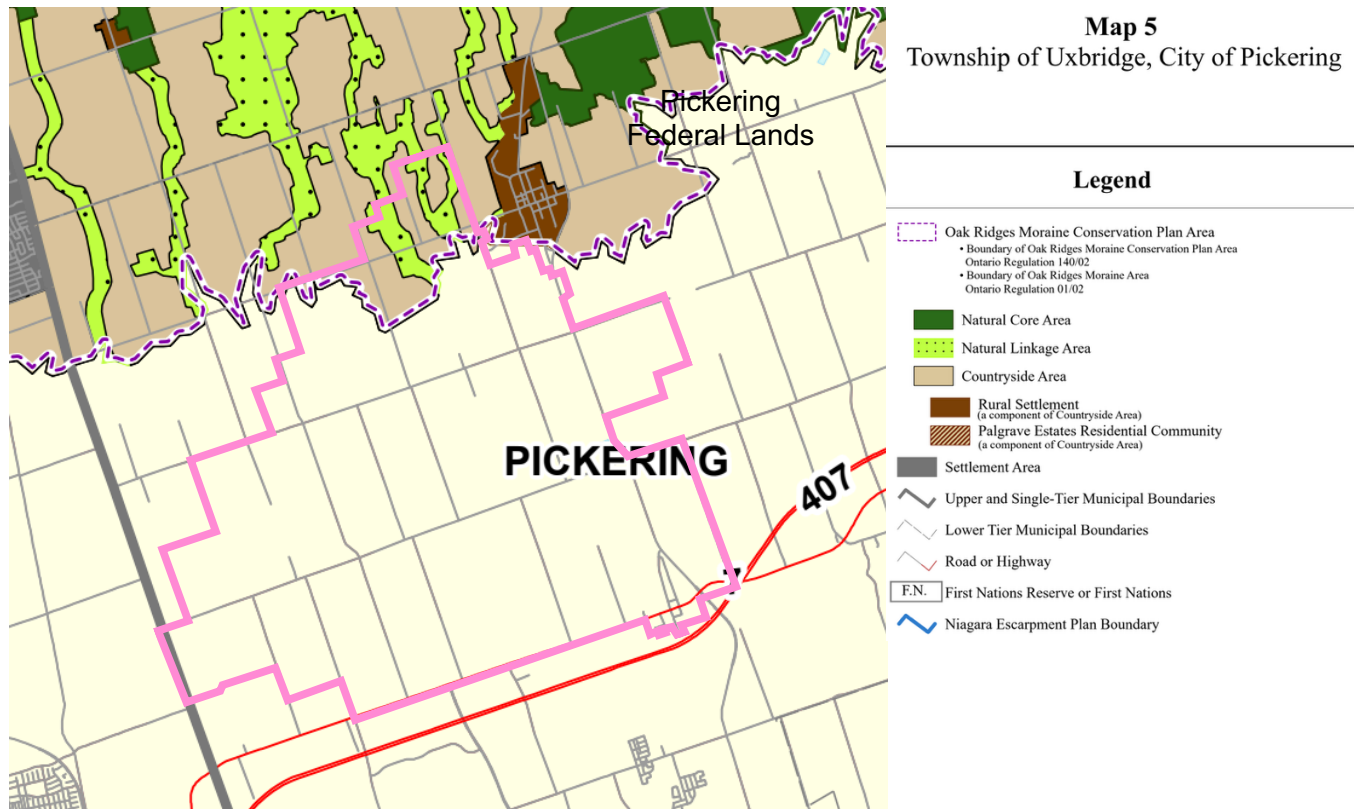 Pickering
Federal Lands
PICKERING
407
7
Map 5
Township of Uxbridge, City of Pickering
Legend
Oak Ridges Moraine Conservation Plan Area
• Boundary of Oak Ridges Moraine Conservation Plan Area
Ontario Regulation 140/02
• Boundary of Oak Ridges Moraine Area
Ontario Regulation 01/02
Natural Core Area
Natural Linkage Area
Countryside Area
Rural Settlement
(a component of Countryside Area)
Palgrave Estates Residential Community
(a component of Countryside Area)
Settlement Area
Upper and Single-Tier Municipal Boundaries
Lower Tier Municipal Boundaries
Road or Highway
F.N. First Nations Reserve or First Nations
Niagara Escarpment Plan Boundary